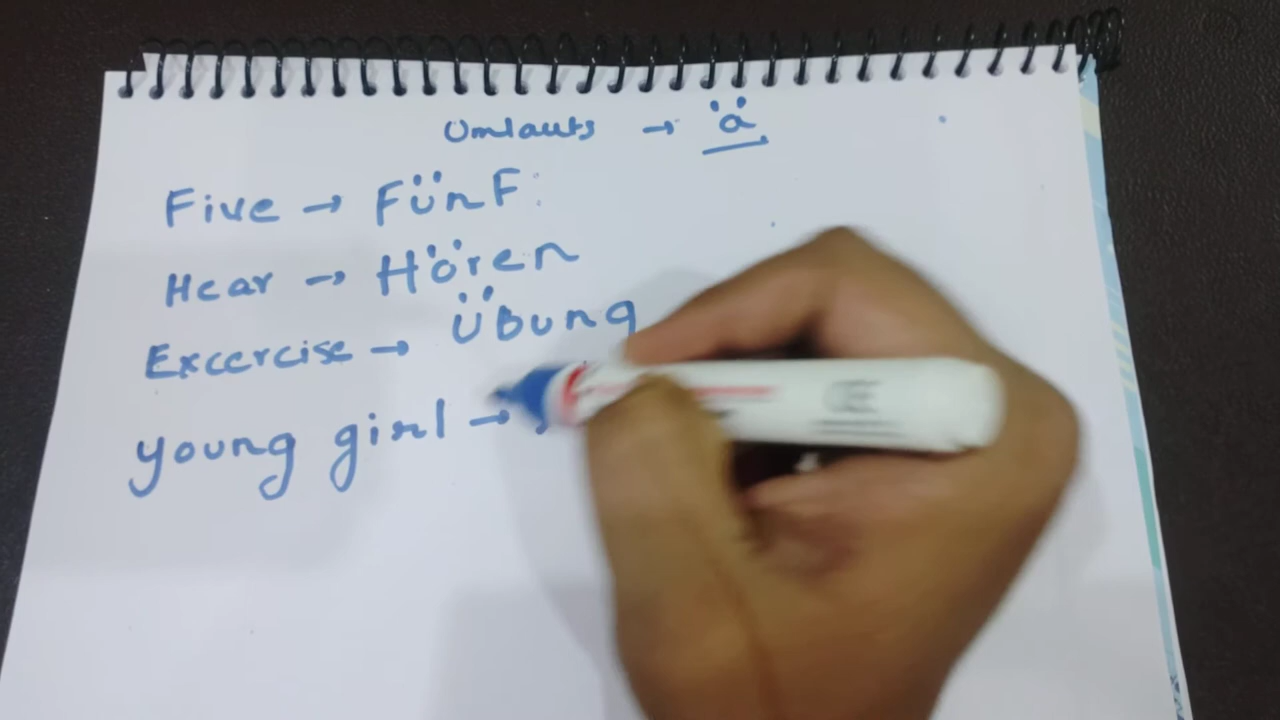 Umlauts → ä
Five → FünF
Hear → Hören
Excercise → Übung
young girl →